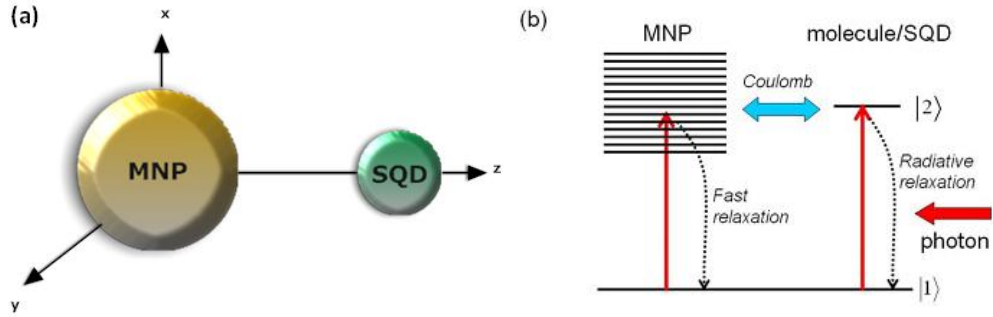 (a)
x
MNP
SQD
z
y
(b)
MNP
molecule/SQD
Coulomb
|2⟩
Fast
relaxation
Radiative
relaxation
photon
|1⟩